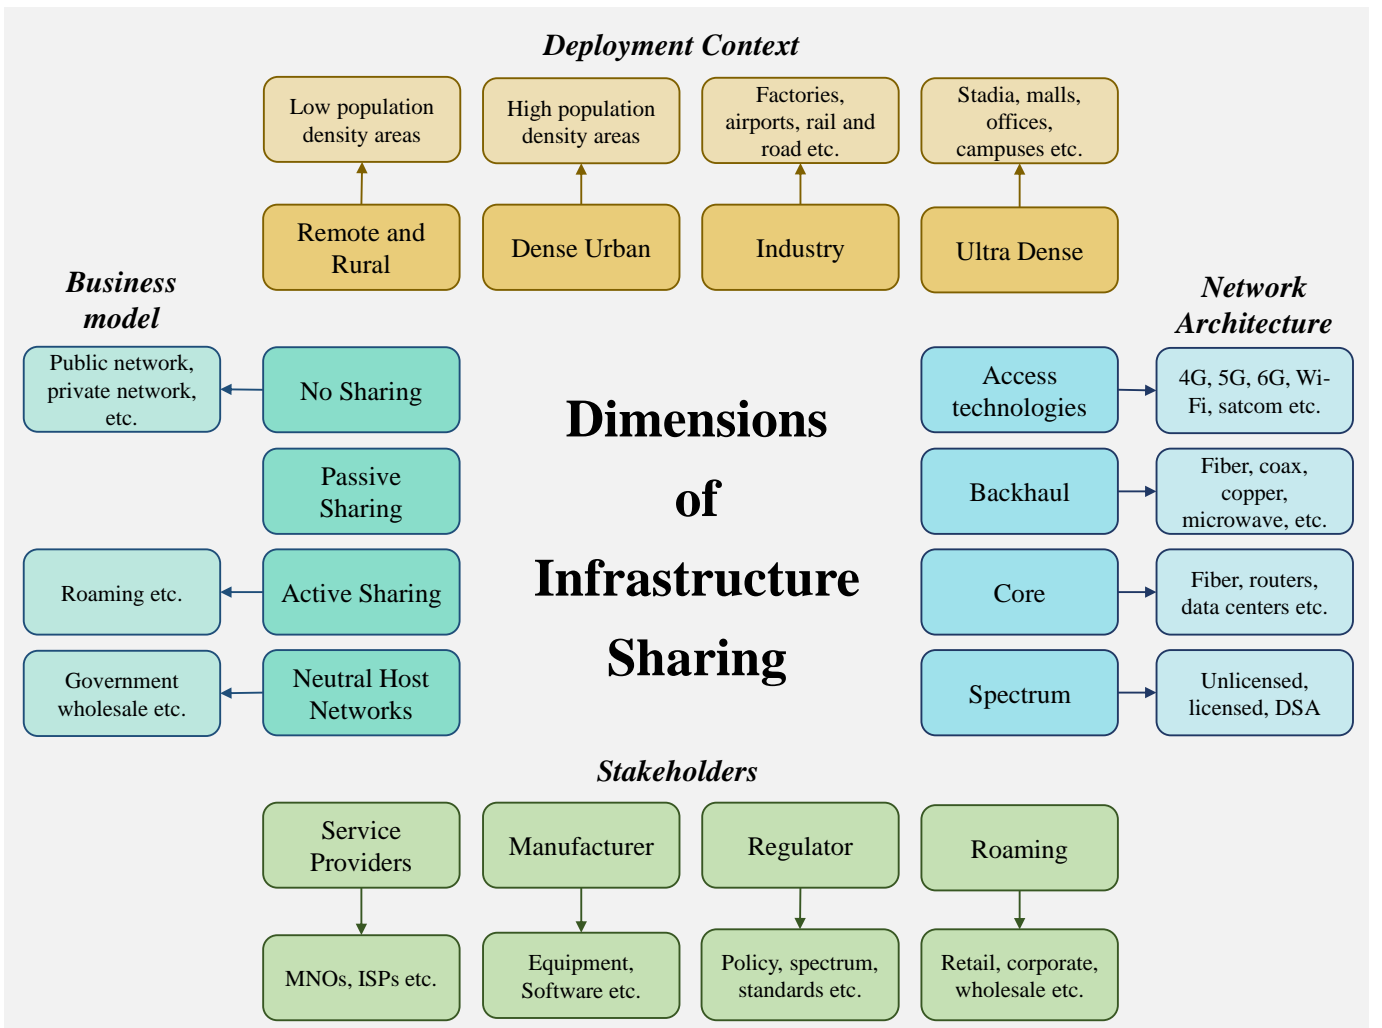 Deployment Context
Low population
density areas
High population
density areas
Factories,
airports, rail and
road etc.
Stadia, malls,
offices,
campuses etc.
Remote and
Rural
Dense Urban
Industry
Ultra Dense
Business
model
Network
Architecture
Public network,
private network,
etc.
No Sharing
Passive
Sharing
Roaming etc.
Active Sharing
Government
wholesale etc.
Neutral Host
Networks
Dimensions
of
Infrastructure
Sharing
Access
technologies
4G, 5G, 6G, Wi-
Fi, satcom etc.
Backhaul
Fiber, coax,
copper,
microwave, etc.
Core
Fiber, routers,
data centers etc.
Spectrum
Unlicensed,
licensed, DSA
Stakeholders
Service
Providers
Manufacturer
Regulator
Roaming
MNOs, ISPs etc.
Equipment,
Software etc.
Policy, spectrum,
standards etc.
Retail, corporate,
wholesale etc.